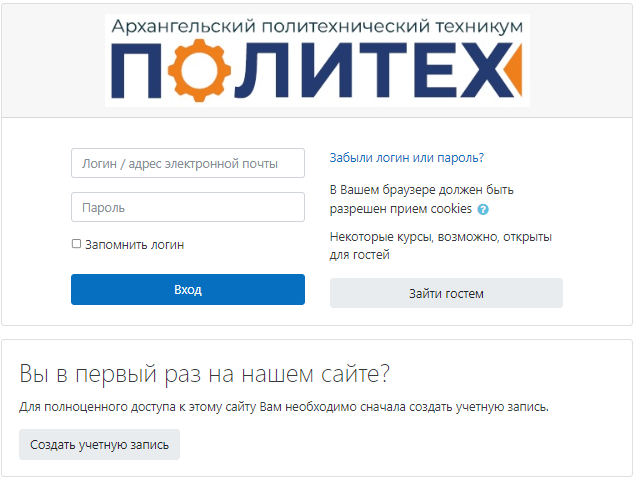 Архангельский политехнический техникум
ПОЛИТЕХ
Логин / адрес электронной почты
Пароль
Запомнить логин
Вход
Забыли логин или пароль?
В Вашем браузере должен быть
разрешен прием cookies ?
Некоторые курсы, возможно, открыты
для гостей
Зайти гостем
Вы в первый раз на нашем сайте?
Для полноценного доступа к этому сайту Вам необходимо сначала создать учетную запись.
Создать учетную запись